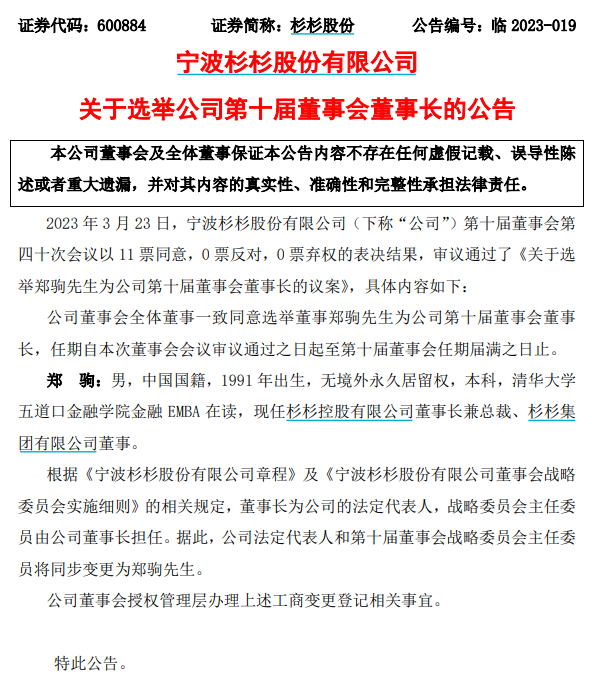 证券代码：600884 证券简称：杉杉股份 公告编号：临 2023-019
宁波杉杉股份有限公司
关于选举公司第十届董事会董事长的公告
本公司董事会及全体董事保证本公告内容不存在任何虚假记载、误导性陈
述或者重大遗漏，并对其内容的真实性、准确性和完整性承担法律责任。
2023 年 3 月 23 日，宁波杉杉股份有限公司（下称“公司”）第十届董事会第
四十次会议以 11 票同意，0 票反对，0 票弃权的表决结果，审议通过了《关于选
举郑驹先生为公司第十届董事会董事长的议案》，具体内容如下：
公司董事会全体董事一致同意选举董事郑驹先生为公司第十届董事会董事
长，任期自本次董事会会议审议通过之日起至第十届董事会任期届满之日止。
郑 驹：男，中国国籍，1991 年出生，无境外永久居留权，本科，清华大学
五道口金融学院金融 EMBA 在读，现任杉杉控股有限公司董事长兼总裁、杉杉集
团有限公司董事。
根据《宁波杉杉股份有限公司章程》及《宁波杉杉股份有限公司董事会战略
委员会实施细则》的相关规定，董事长为公司的法定代表人，战略委员会主任委
员由公司董事长担任。据此，公司法定代表人和第十届董事会战略委员会主任委
员将同步变更为郑驹先生。
公司董事会授权管理层办理上述工商变更登记相关事宜。
特此公告。